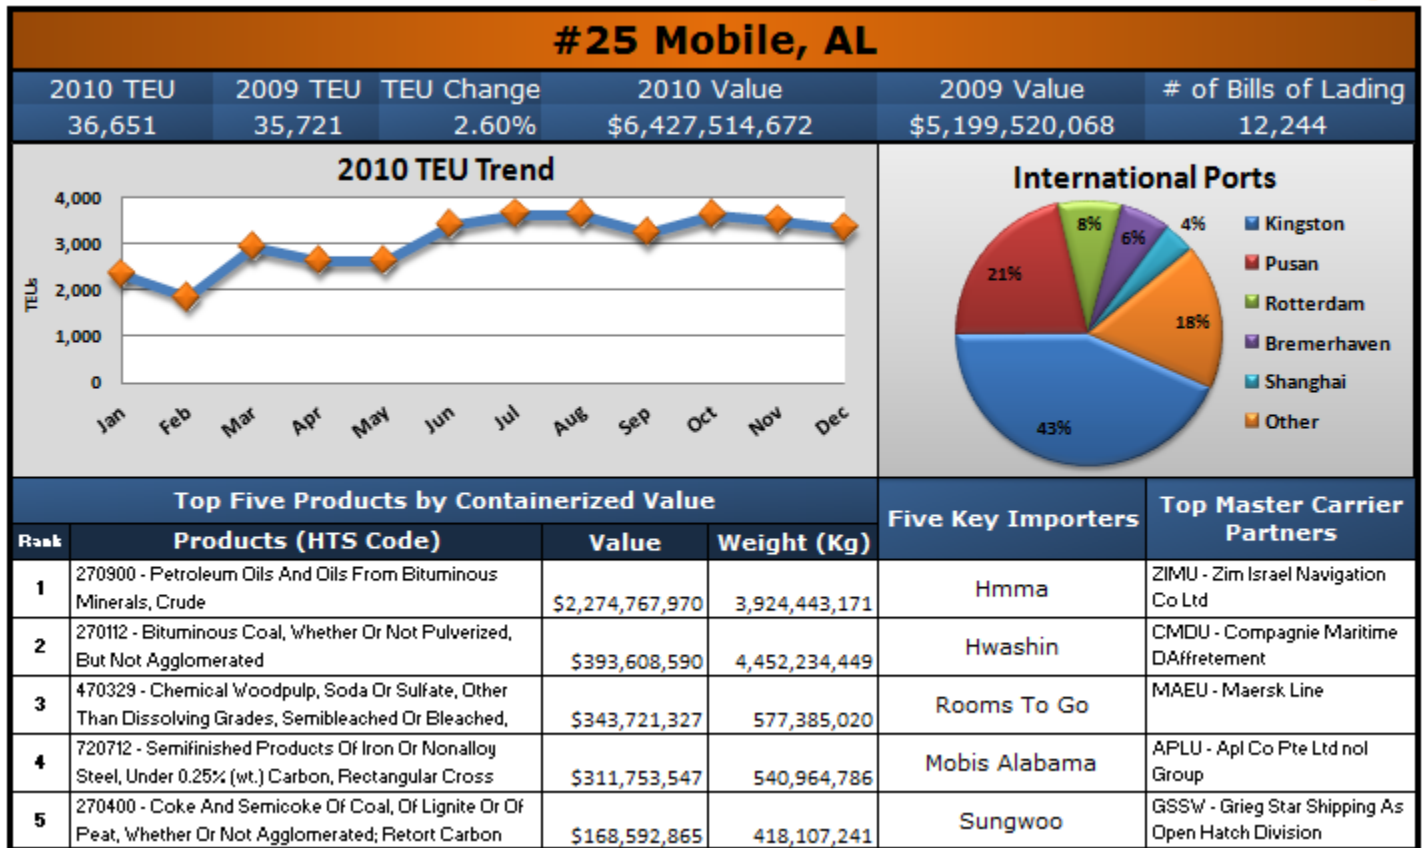 #25 Mobile, AL
2010 TEU 2009 TEU TEU Change 2010 Value 2009 Value # of Bills of Lading
36,651 35,721 2.60% $6,427,514,672 $5,199,520,068 12,244
2010 TEU Trend
4,000
3,000
2,000
1,000
0
TEUs
Jan Feb Mar Apr May Jun Jul Aug Sep Oct Nov Dec
International Ports
8%
6%
4%
21%
18%
43%
Kingston
Pusan
Rotterdam
Bremerhaven
Shanghai
Other
Top Five Products by Containerized Value
Rank Products (HTS Code) Value Weight (Kg)
Five Key Importers
Top Master Carrier
Partners
1
270900 - Petroleum Oils And Oils From Bituminous
Minerals, Crude
$2,274,767,970 3,924,443,171
Hmma
ZIMU - Zim Israel Navigation
Co Ltd
2
270112 - Bituminous Coal, Whether Or Not Pulverized,
But Not Agglomerated
$393,608,590 4,452,234,449
Hwashin
CMDU - Compagnie Maritime
DAffretement
3
470329 - Chemical Woodpulp, Soda Or Sulfate, Other
Than Dissolving Grades, Semibleached Or Bleached,
$343,721,327 577,385,020
Rooms To Go
MAEU - Maersk Line
4
720712 - Semifinished Products Of Iron Or Nonalloy
Steel, Under 0.25% (wt.) Carbon, Rectangular Cross
$311,753,547 540,964,786
Mobis Alabama
APLU - Apl Co Pte Ltd nol
Group
5
270400 - Coke And Semicoke Of Coal, Of Lignite Or Of
Peat, Whether Or Not Agglomerated; Retort Carbon
$168,592,865 418,107,241
Sungwoo
GSSW - Grieg Star Shipping As
Open Hatch Division